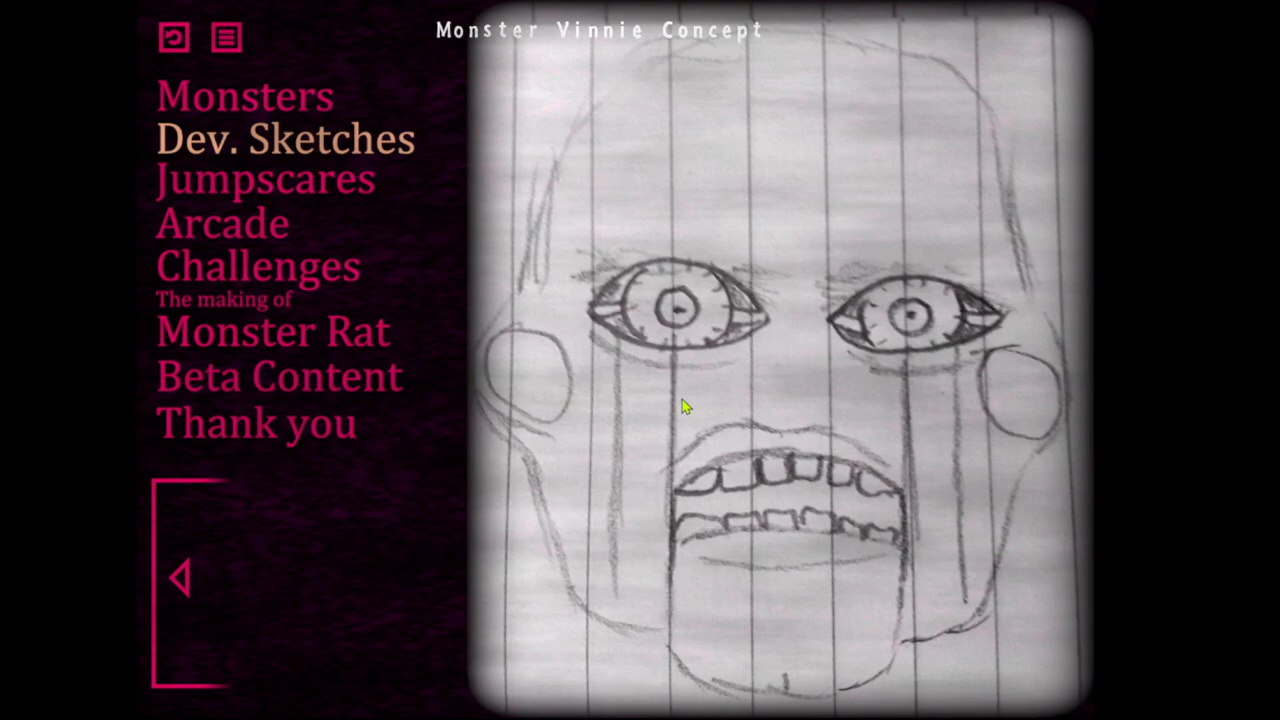 Monster Vinnie Concept
Monsters
Dev. Sketches
Jumpscares
Arcade
Challenges
The making of
Monster Rat
Beta Content
Thank you